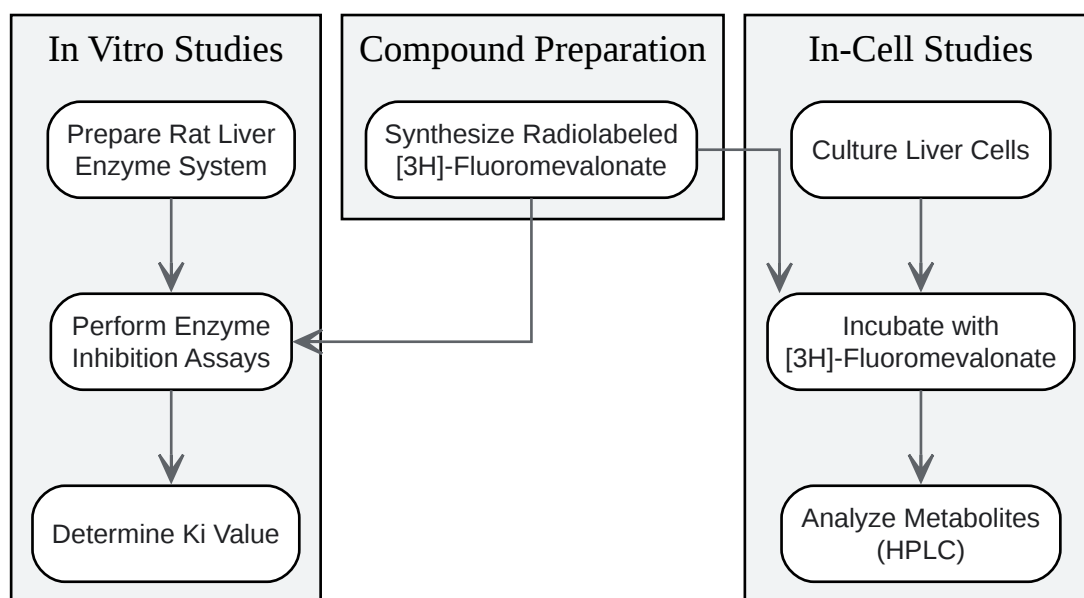 In Vitro Studies
Prepare Rat Liver
Enzyme System
Perform Enzyme
Inhibition Assays
Determine Ki Value
Compound Preparation
Synthesize Radiolabeled
[3H]-Fluoromevalonate
In-Cell Studies
Culture Liver Cells
Incubate with
[3H]-Fluoromevalonate
Analyze Metabolites
(HPLC)